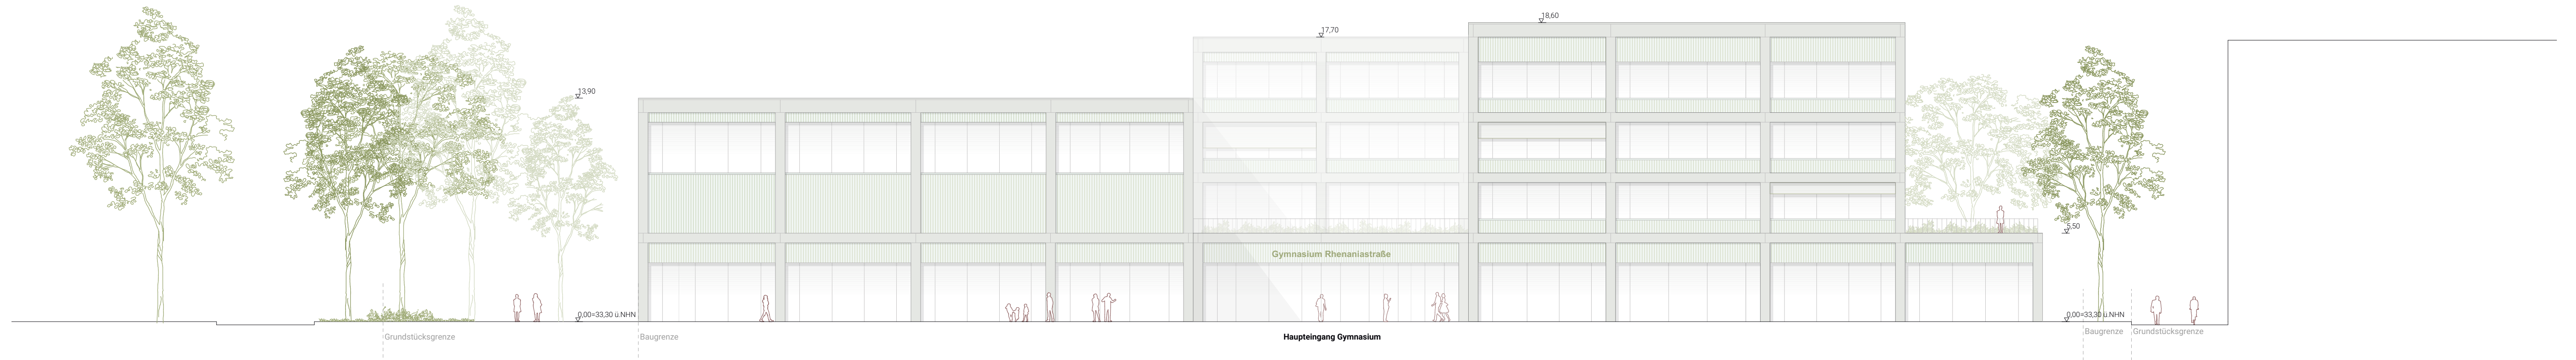 18,60
17,70
13,90
5,50
Gymnasium Rhenaniastraße
0,00=33,30 ü.NHN
0,00=33,30 ü.NHN
Grundstücksgrenze
Baugrenze
Haupteingang Gymnasium
Baugrenze
Grundstücksgrenze